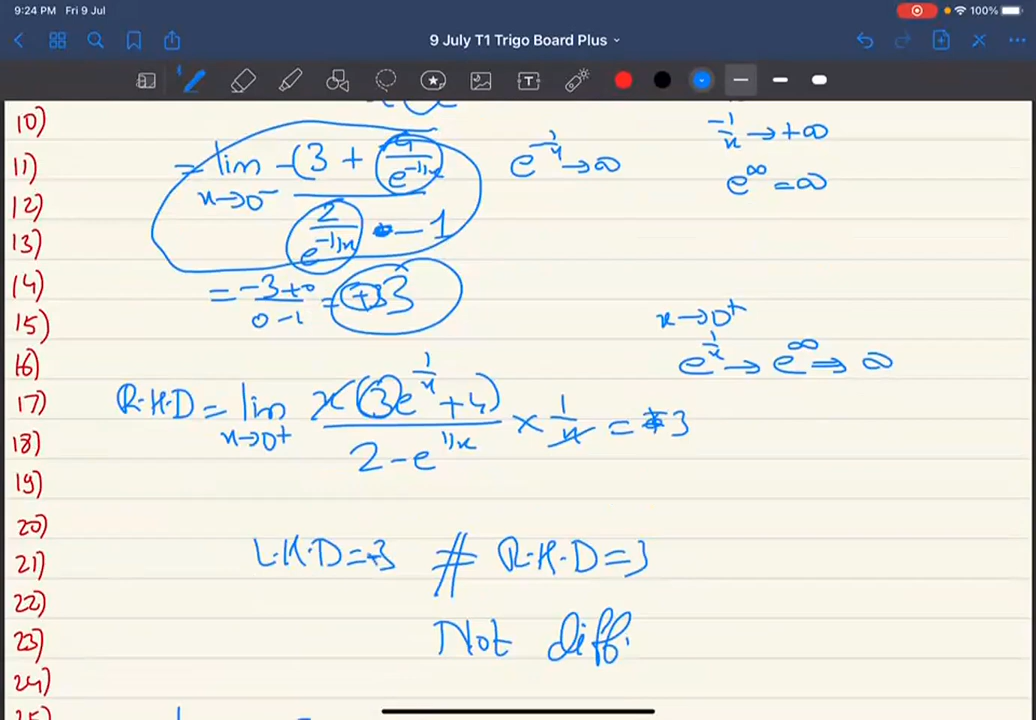 9:24 PM Fri 9 Jul
100%
9 July T1 Trigo Board Plus
10)
-1/x → +∞
11) = lim x→0⁻ -(3 + 4/e^(-1/x)) / (2/e^(-1/x) - 1)
e^(-1/x) → ∞
e^∞ = ∞
12)
13)
14) = (-3+0)/(0-1) = +3
15)
x → 0⁺
16)
e^(1/x) → e^∞ ⇒ ∞
17) R.H.D = lim x→0⁺ x(3e^(1/x) + 4) / (2 - e^(1/x)) × 1/x = 3
18)
19)
20)
21) L.H.D = 3 # R.H.D = 3
22)
23) Not diff.
24)
25)